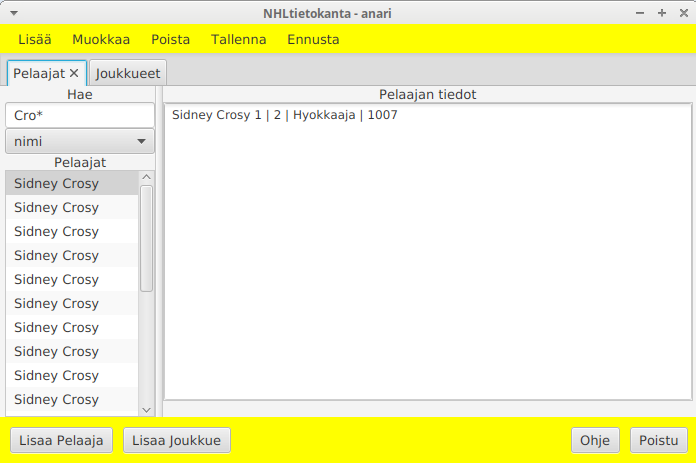 NHLtietokanta - anari
Lisää Muokkaa Poista Tallenna Ennusta
Pelaajat Joukkueet
Hae
Cro*
nimi
Pelaajat
Sidney Crosy
Sidney Crosy
Sidney Crosy
Sidney Crosy
Sidney Crosy
Sidney Crosy
Sidney Crosy
Sidney Crosy
Sidney Crosy
Sidney Crosy
Pelaajan tiedot
Sidney Crosy 1 | 2 | Hyokkaaja | 1007
Lisaa Pelaaja Lisaa Joukkue Ohje Poistu